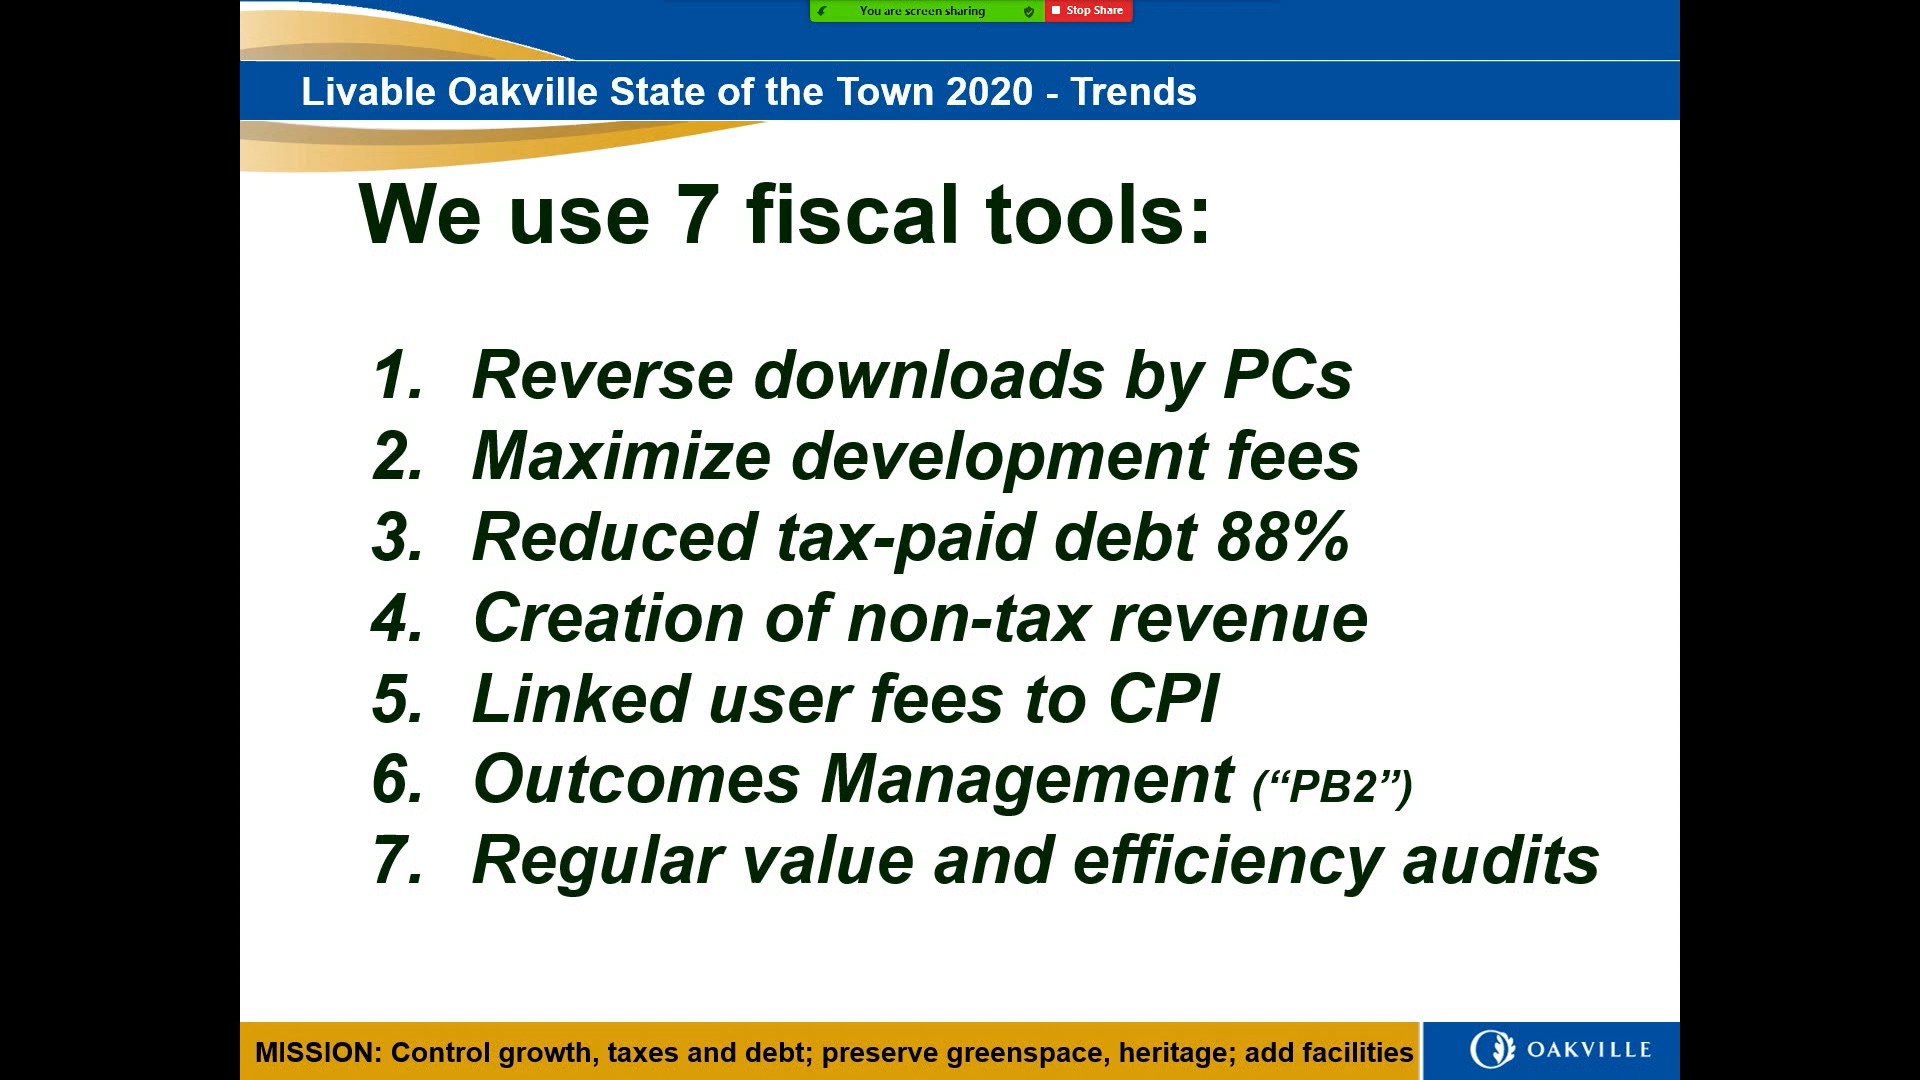 You are screen sharing
Stop Share
Livable Oakville State of the Town 2020 - Trends
We use 7 fiscal tools:
1. Reverse downloads by PCs
2. Maximize development fees
3. Reduced tax-paid debt 88%
4. Creation of non-tax revenue
5. Linked user fees to CPI
6. Outcomes Management (“PB2”)
7. Regular value and efficiency audits
MISSION: Control growth, taxes and debt; preserve greenspace, heritage; add facilities
OAKVILLE